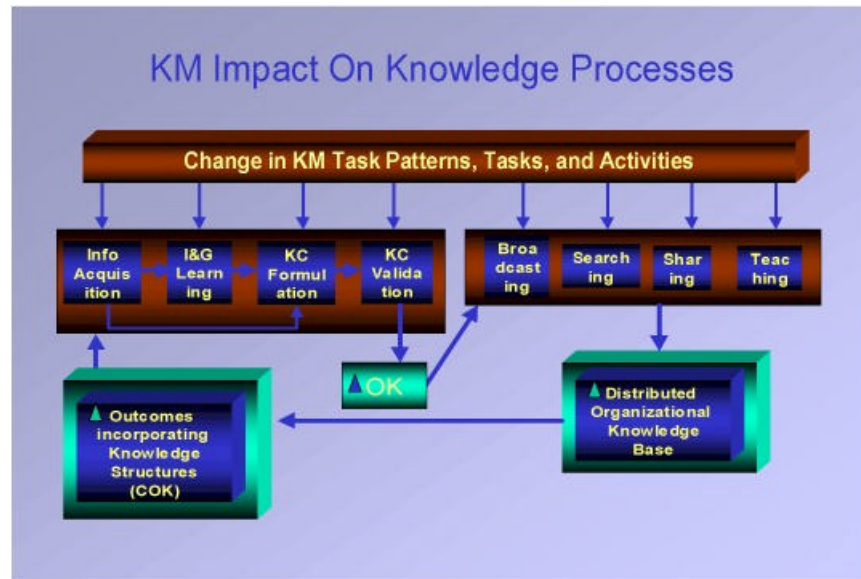 KM Impact On Knowledge Processes
Change in KM Task Patterns, Tasks, and Activities
Info
Acquis
ition
I&G
Learn
ing
KC
Formul
ation
KC
Valida
tion
Broa
dcast
ing
Search
ing
Shar
ing
Teac
hing
OK
Outcomes
incorporating
Knowledge
Structures
(COK)
Distributed
Organizational
Knowledge
Base